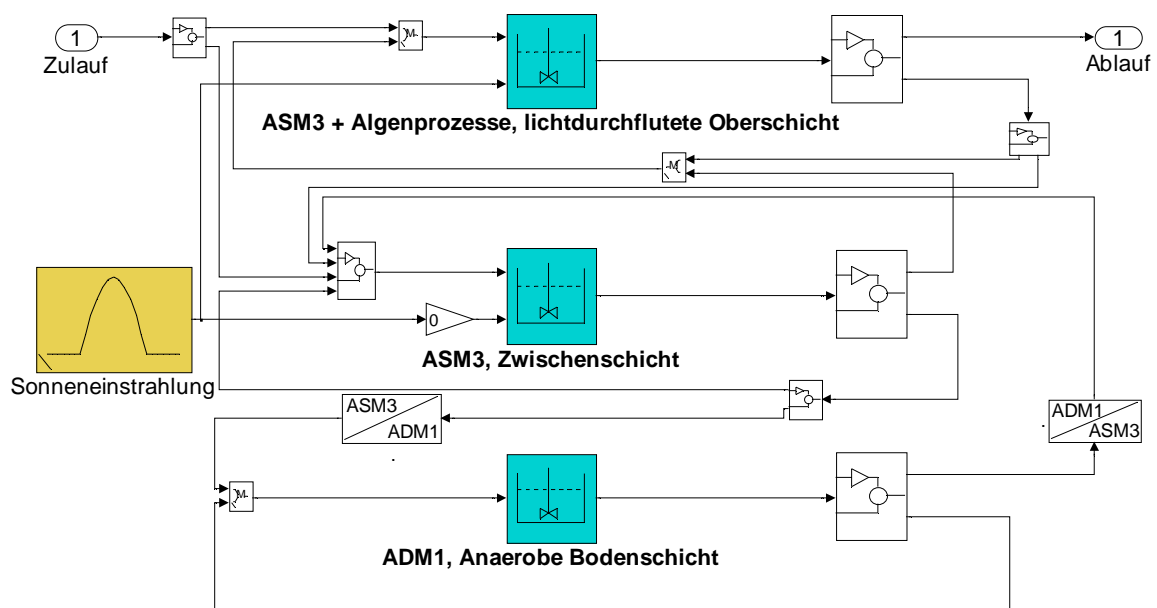 1
Zulauf
M
1
Ablauf
ASM3 + Algenprozesse, lichtdurchflutete Oberschicht
M
0
ASM3, Zwischenschicht
Sonneneinstrahlung
ASM3
ADM1
ADM1
ASM3
M
ADM1, Anaerobe Bodenschicht